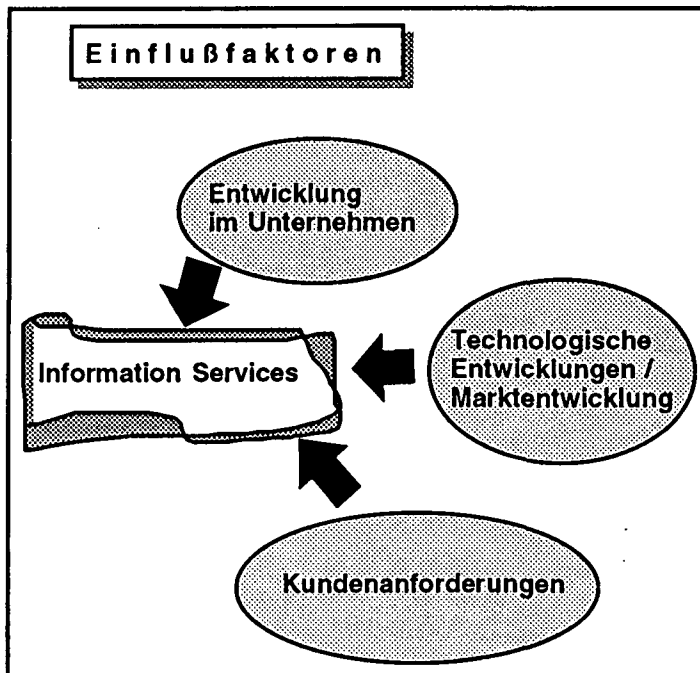 Einflußfaktoren
Entwicklung
im Unternehmen
Information Services
Technologische
Entwicklungen /
Marktentwicklung
Kundenanforderungen